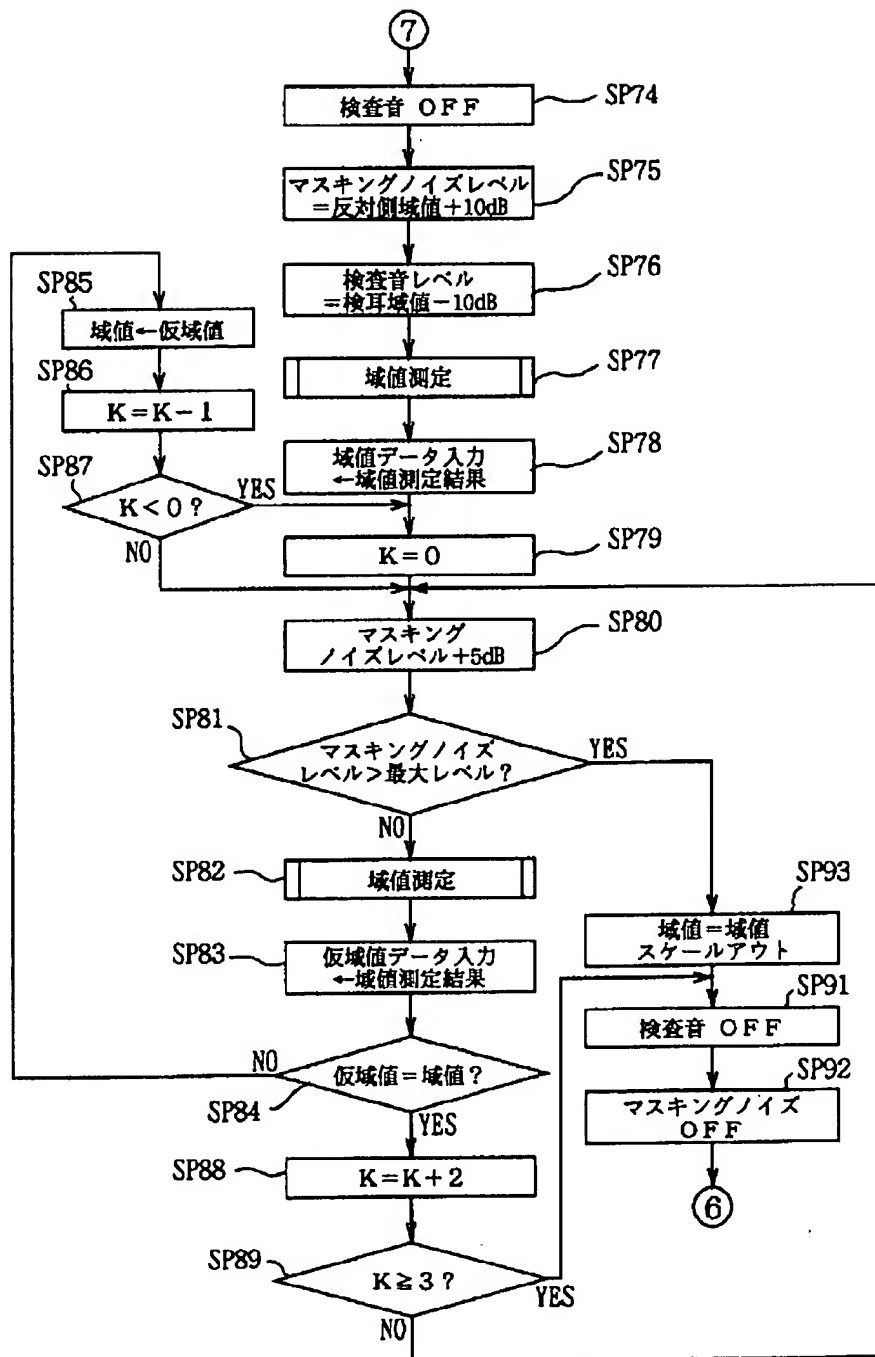 ⑦
検査音 OFF
SP74
マスキングノイズレベル
=反対側域値+10dB
SP75
検査音レベル
=検耳域値-10dB
SP76
SP85
域値←仮域値
域値測定
SP77
SP86
K=K-1
域値データ入力
←域値測定結果
SP78
SP87
K<0?
YES
NO
K=0
SP79
マスキング
ノイズレベル+5dB
SP80
SP81
マスキングノイズ
レベル>最大レベル?
YES
NO
SP82
域値測定
SP93
域値=域値
スケールアウト
SP83
仮域値データ入力
←域値測定結果
SP91
検査音 OFF
NO
仮域値=域値?
SP84
YES
SP92
マスキングノイズ
OFF
SP88
K=K+2
⑥
SP89
K≧3?
YES
NO